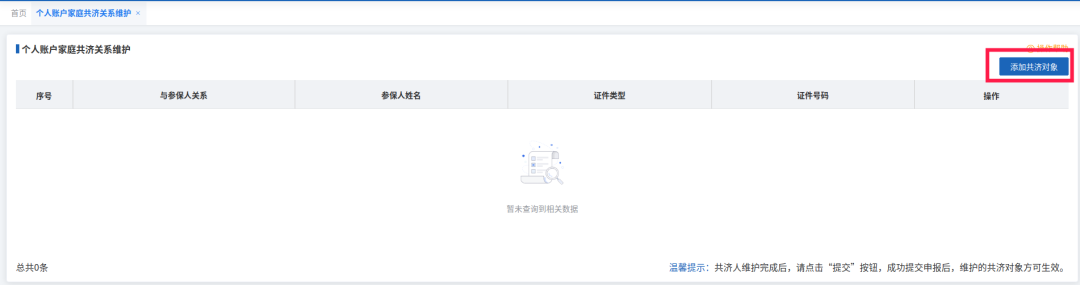 首页 个人账户家庭共济关系维护 ×
个人账户家庭共济关系维护
添加共济对象
序号 与参保人关系 参保人姓名 证件类型 证件号码 操作
暂未查询到相关数据
总共0条 温馨提示：共济人维护完成后，请点击“提交”按钮，成功提交申报后，维护的共济对象方可生效。